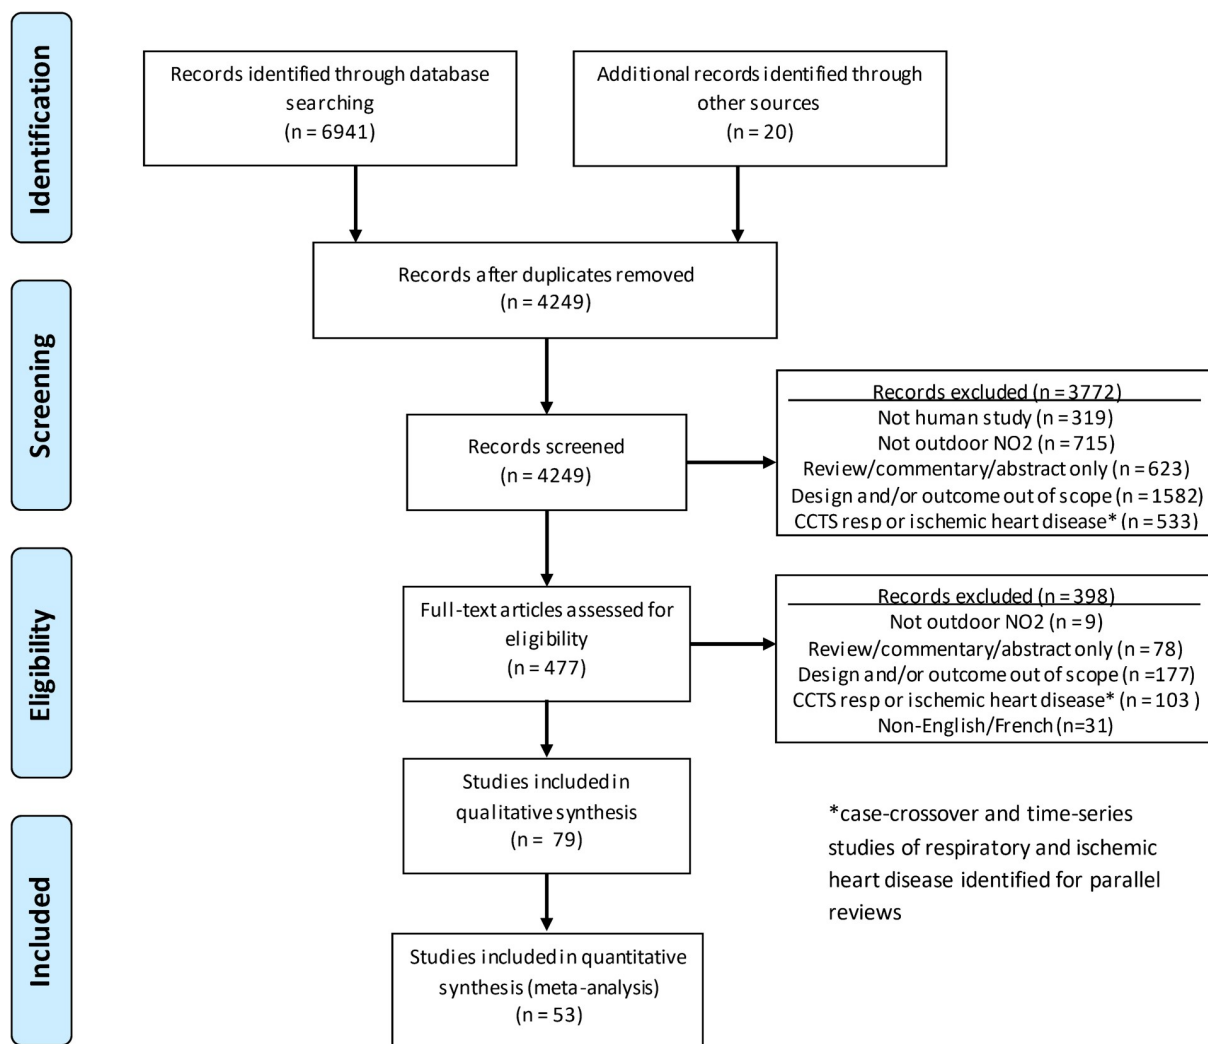 Identification
Records identified through database
searching
(n = 6941)
Additional records identified through
other sources
(n = 20)
Records after duplicates removed
(n = 4249)
Screening
Records screened
(n = 4249)
Records excluded (n = 3772)
Not human study (n = 319)
Not outdoor NO2 (n = 715)
Review/commentary/abstract only (n = 623)
Design and/or outcome out of scope (n = 1582)
CCTS resp or ischemic heart disease* (n = 533)
Eligibility
Full-text articles assessed for
eligibility
(n = 477)
Records excluded (n = 398)
Not outdoor NO2 (n = 9)
Review/commentary/abstract only (n = 78)
Design and/or outcome out of scope (n =177)
CCTS resp or ischemic heart disease* (n = 103 )
Non-English/French (n=31)
Included
Studies included in
qualitative synthesis
(n = 79)
*case-crossover and time-series
studies of respiratory and ischemic
heart disease identified for parallel
reviews
Studies included in quantitative
synthesis (meta-analysis)
(n = 53)